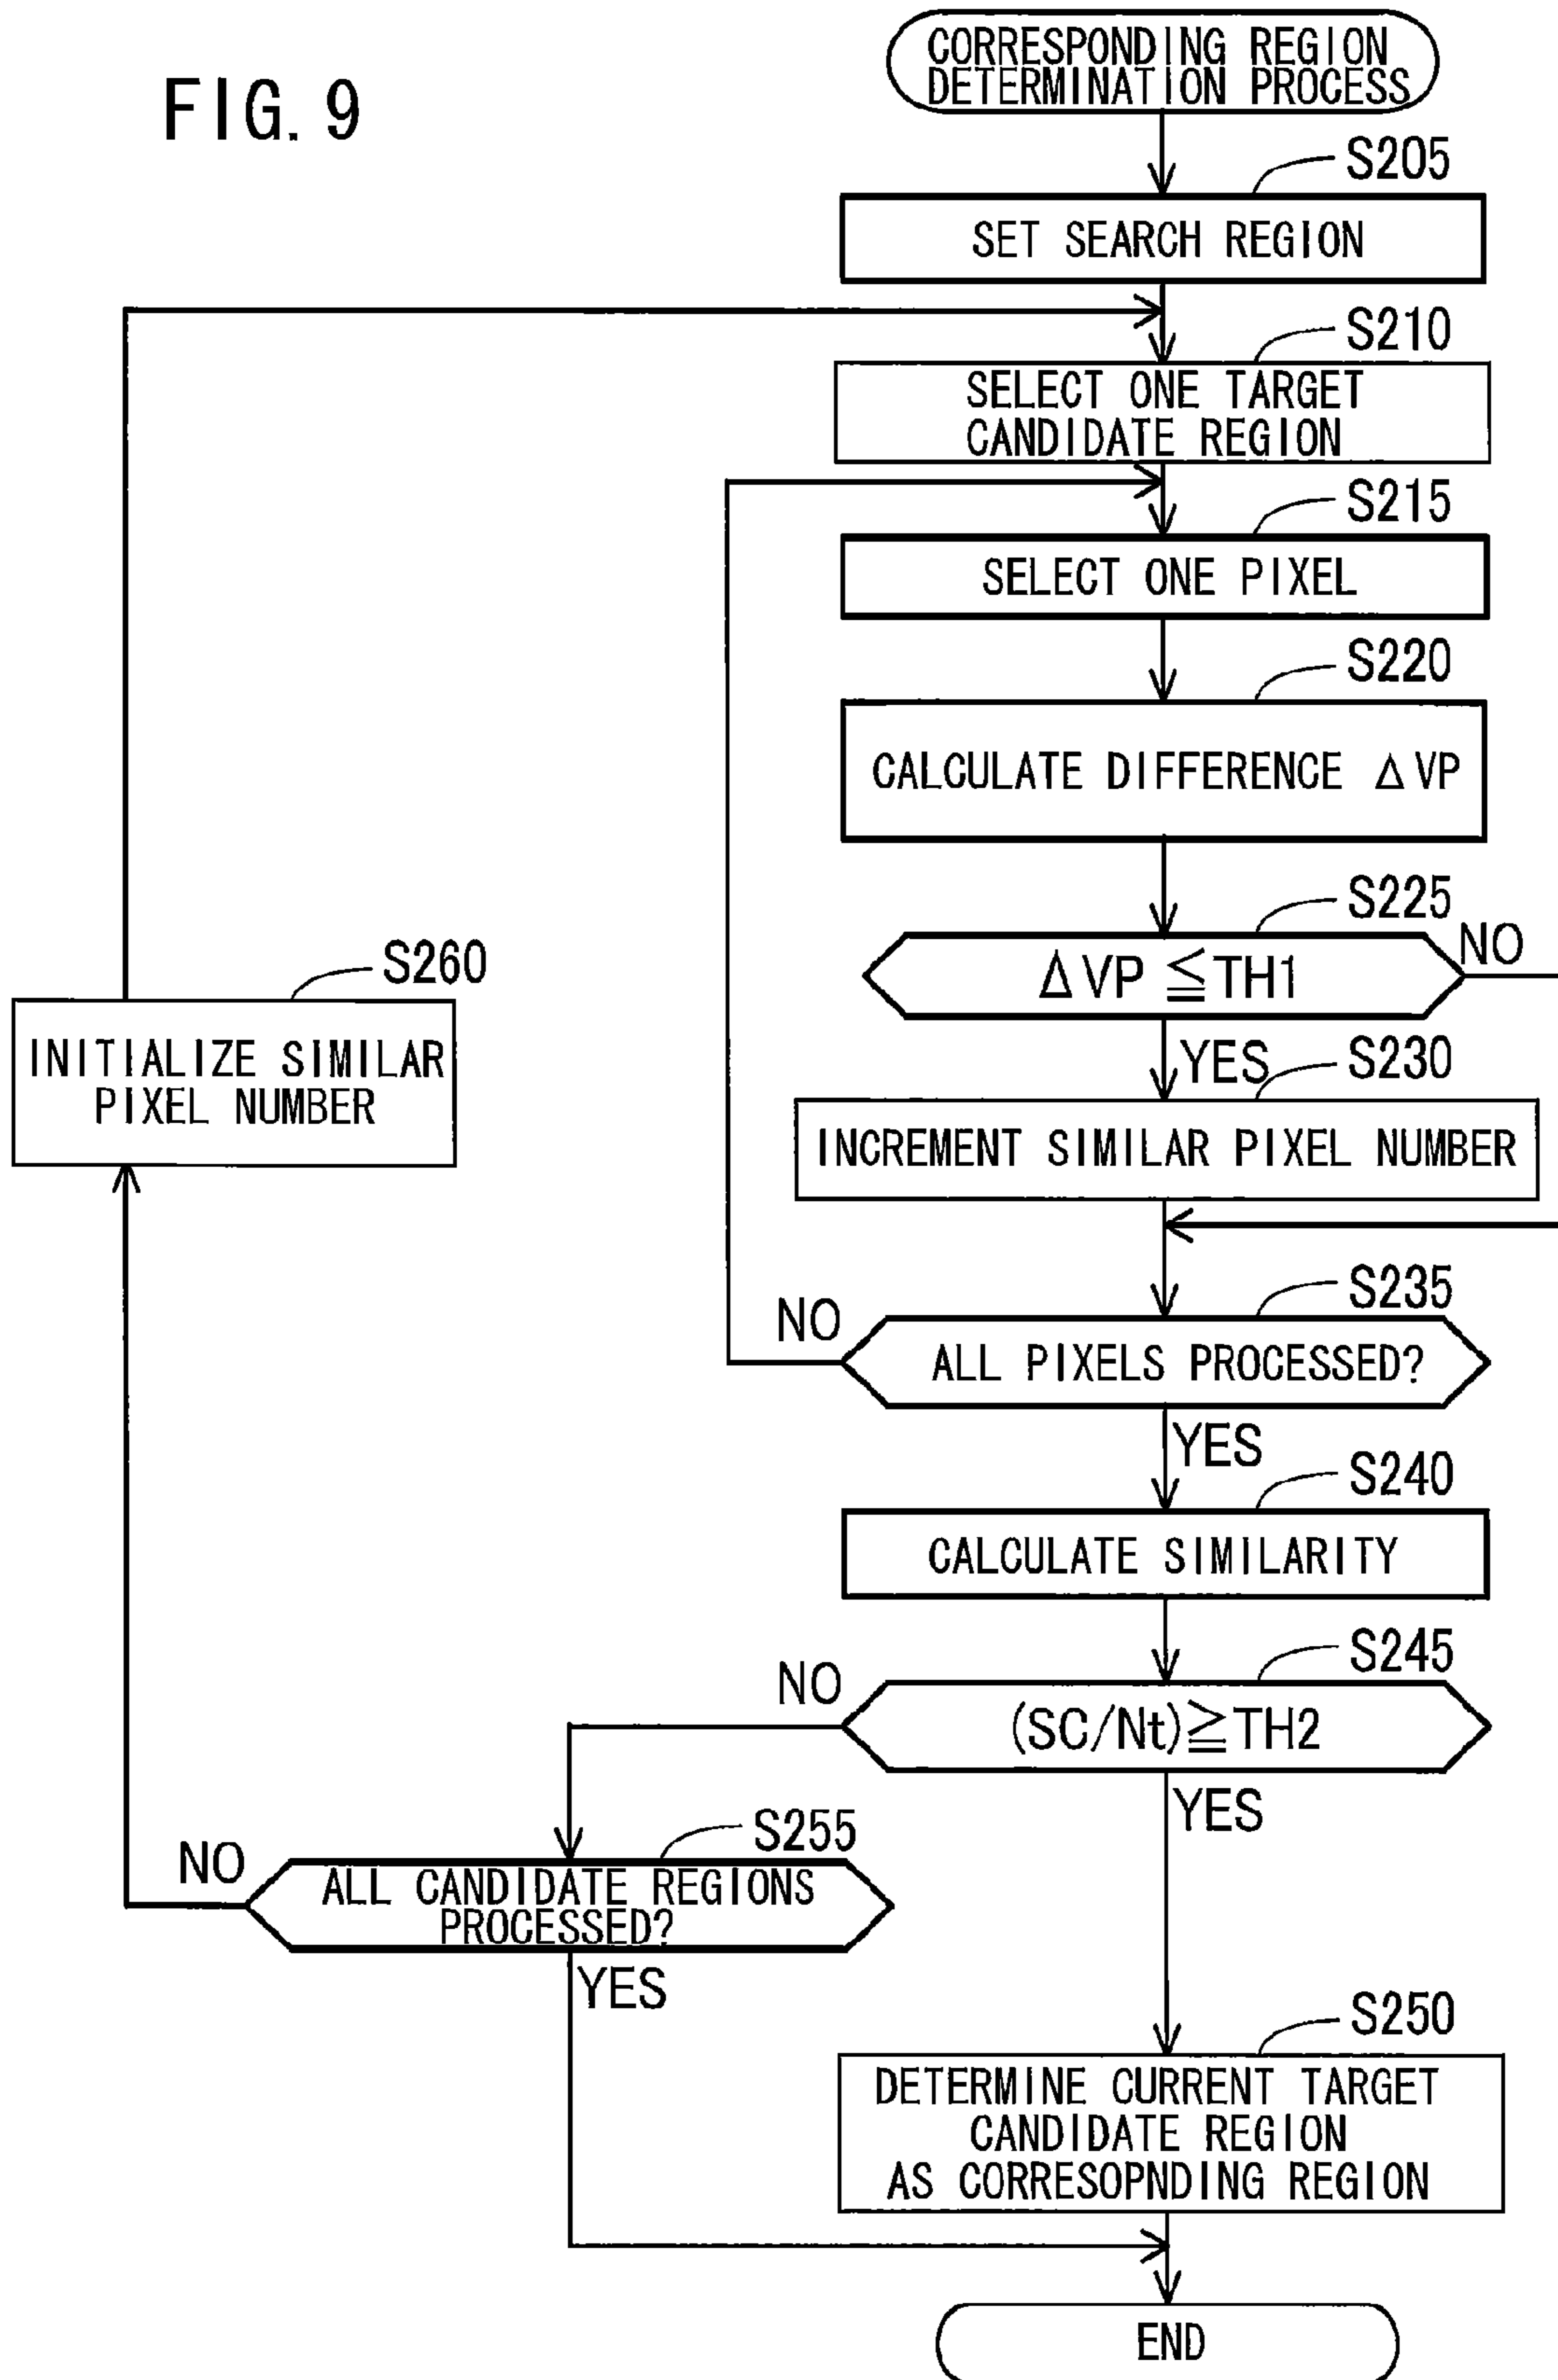 FIG. 9
CORRESPONDING REGION
DETERMINATION PROCESS
S205
SET SEARCH REGION
S210
SELECT ONE TARGET
CANDIDATE REGION
S215
SELECT ONE PIXEL
S220
CALCULATE DIFFERENCE ΔVP
S225
ΔVP ≦TH1
NO
YES
S230
INCREMENT SIMILAR PIXEL NUMBER
S235
NO
ALL PIXELS PROCESSED?
YES
S240
CALCULATE SIMILARITY
S245
NO
(SC/Nt)≧TH2
YES
S255
NO
ALL CANDIDATE REGIONS
PROCESSED?
YES
S260
INITIALIZE SIMILAR
PIXEL NUMBER
S250
DETERMINE CURRENT TARGET
CANDIDATE REGION
AS CORRESOPNDING REGION
END